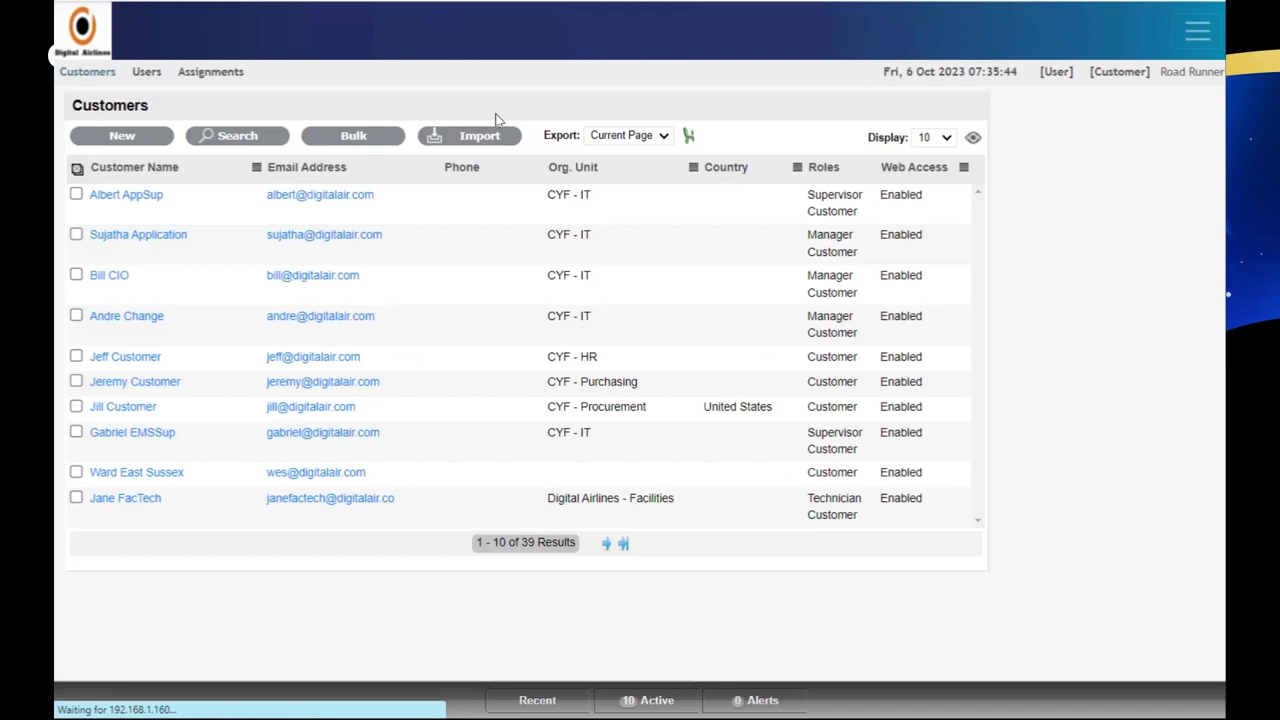 Digital Airlines
Customers Users Assignments Fri, 6 Oct 2023 07:35:44 [User] [Customer] Road Runner
Customers
New Search Bulk Import Export: Current Page Display: 10
Customer Name Email Address Phone Org. Unit Country Roles Web Access
Albert AppSup albert@digitalair.com CYF - IT Supervisor Enabled
Customer
Sujatha Application sujatha@digitalair.com CYF - IT Manager Enabled
Customer
Bill CIO bill@digitalair.com CYF - IT Manager Enabled
Customer
Andre Change andre@digitalair.com CYF - IT Manager Enabled
Customer
Jeff Customer jeff@digitalair.com CYF - HR Customer Enabled
Jeremy Customer jeremy@digitalair.com CYF - Purchasing Customer Enabled
Jill Customer jill@digitalair.com CYF - Procurement United States Customer Enabled
Gabriel EMSSup gabriel@digitalair.com CYF - IT Supervisor Enabled
Customer
Ward East Sussex wes@digitalair.com Customer Enabled
Jane FacTech janefactech@digitalair.co Digital Airlines - Facilities Technician Enabled
Customer
1 - 10 of 39 Results
Recent 10 Active 0 Alerts
Waiting for 192.168.1.160...